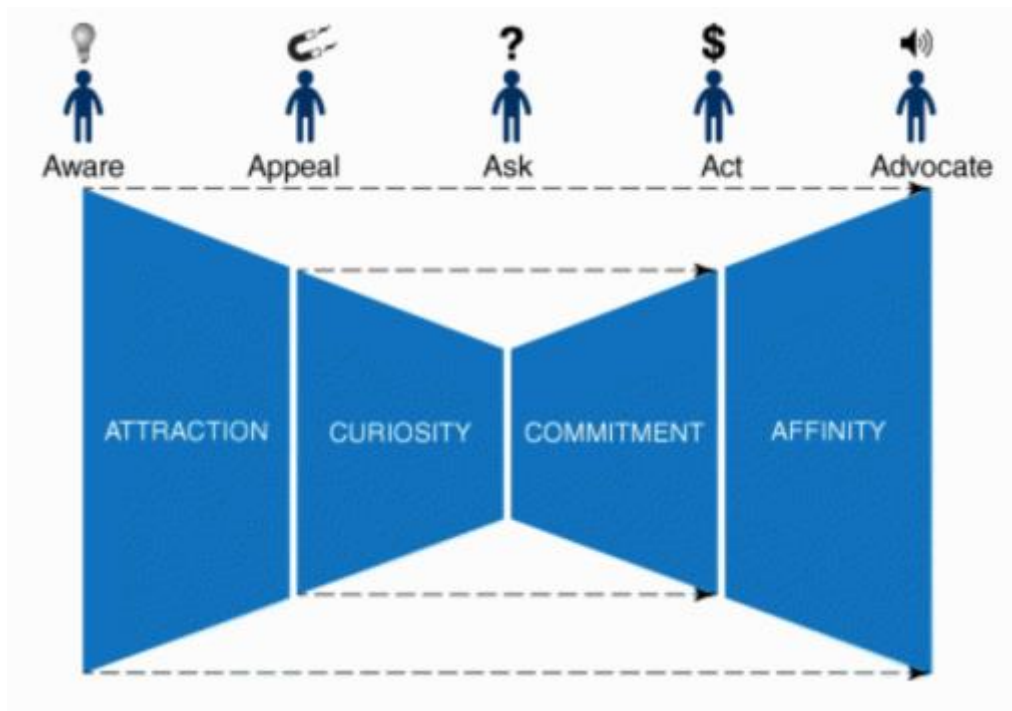 ?
$
Aware
Appeal
Ask
Act
Advocate
ATTRACTION
CURIOSITY
COMMITMENT
AFFINITY